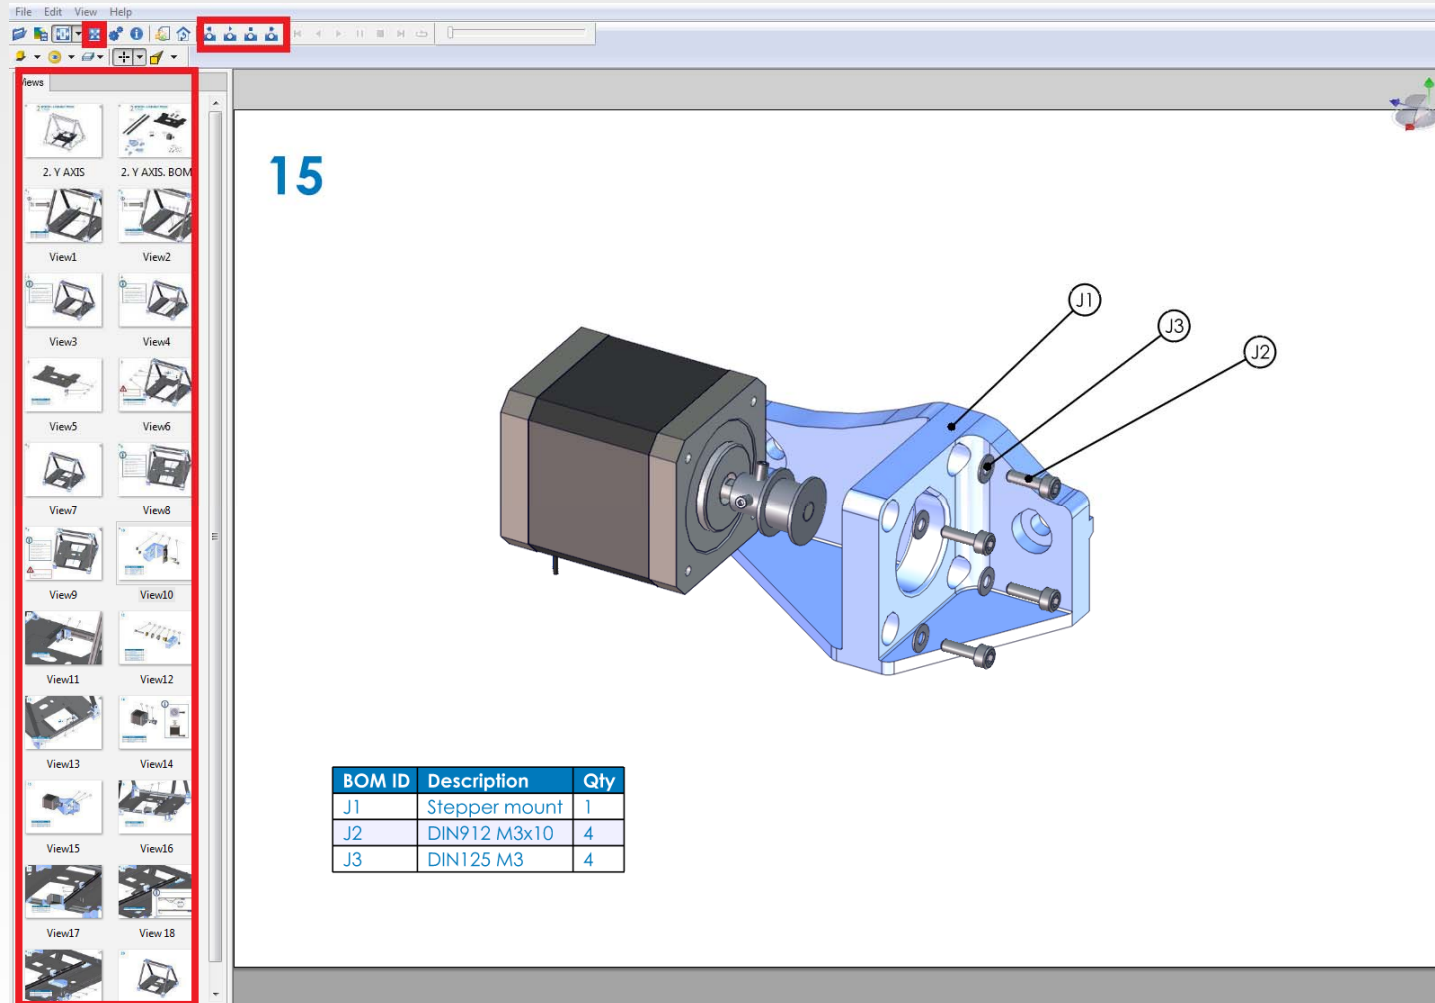 File Edit View Help
Views
2. Y AXIS 2. Y AXIS. BOM
View1 View2
View3 View4
View5 View6
View7 View8
View9 View10
View11 View12
View13 View14
View15 View16
View17 View 18
15
J1
J3
J2
BOM ID Description Qty
J1 Stepper mount 1
J2 DIN912 M3x10 4
J3 DIN125 M3 4